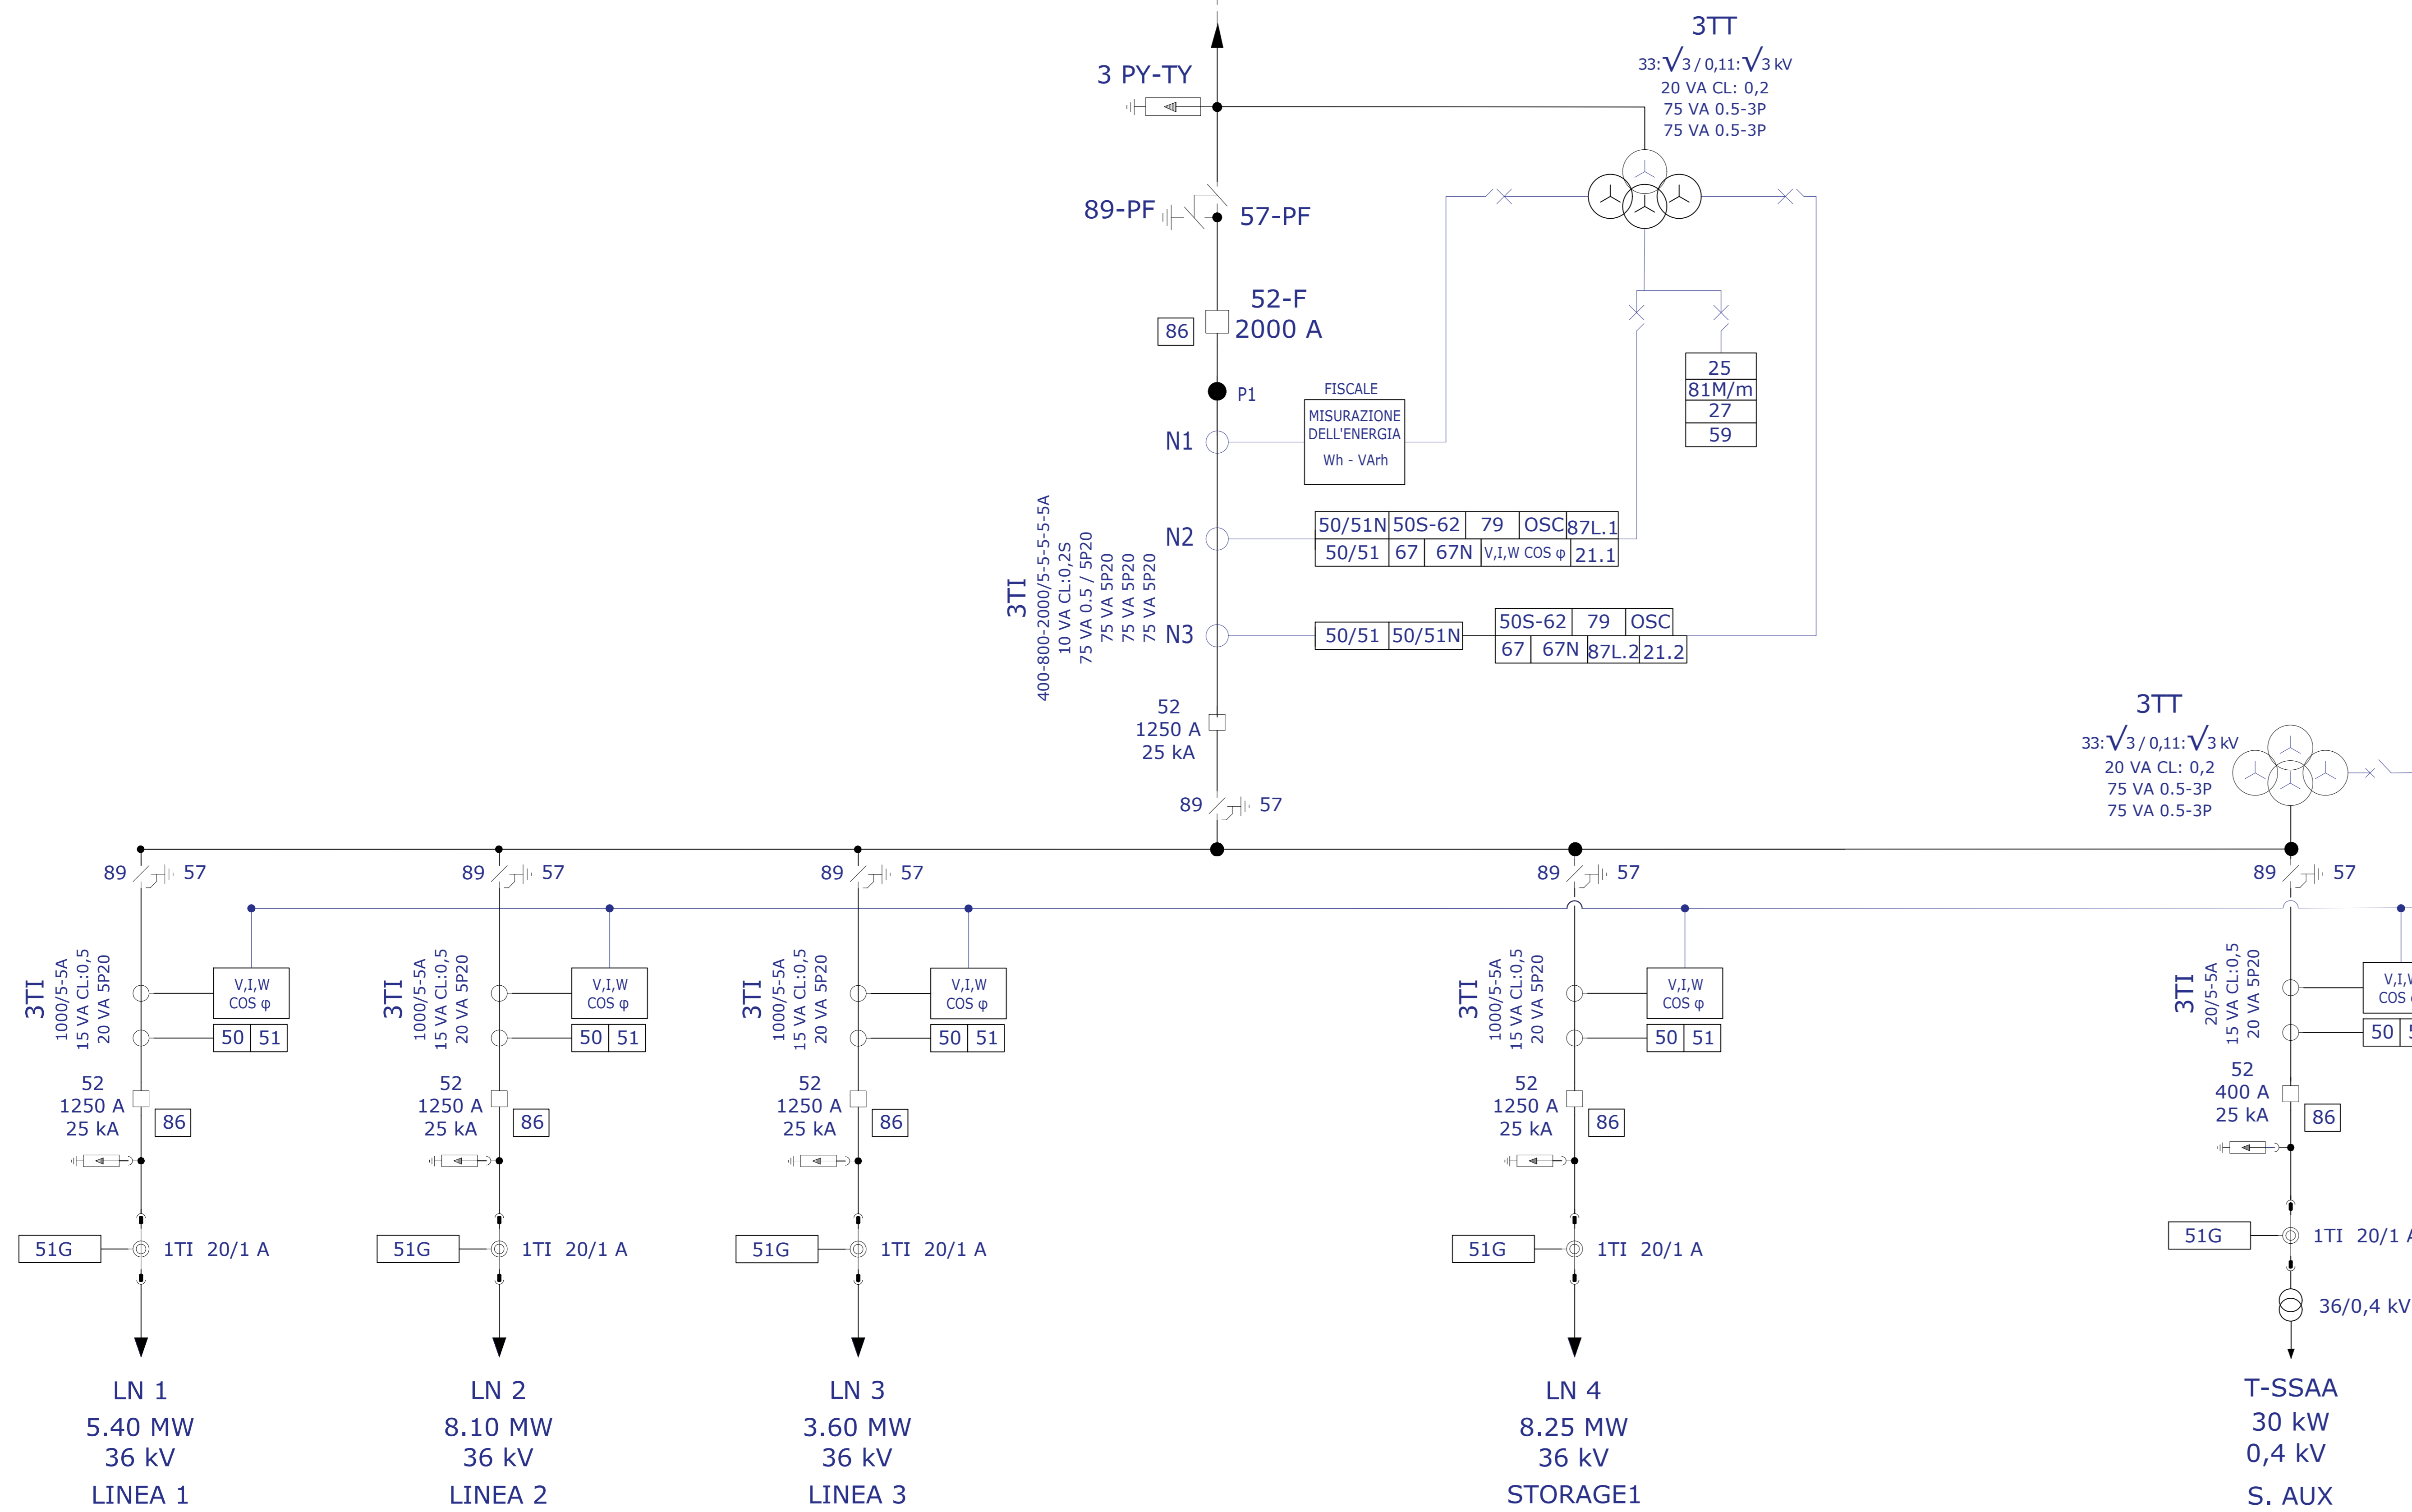 3TT
33:√3 / 0,11:√3 kV
20 VA CL: 0,2
75 VA 0.5-3P
75 VA 0.5-3P
3 PY-TY
89-PF
57-PF
52-F
2000 A
86
P1
25
81M/m
27
59
FISCALE
MISURAZIONE
DELL'ENERGIA
Wh - VArh
N1
N2
N3
3TI
400-800-2000/5-5-5-5-5-5A
10 VA CL:0,2S
75 VA 0.5 / 5P20
75 VA 5P20
75 VA 5P20
75 VA 5P20
50/51N 50S-62 79 OSC 87L.1
50/51 67 67N V,I,W COS φ 21.1
50/51 50/51N
50S-62 79 OSC
67 67N 87L.2 21.2
52
1250 A
25 kA
89 57
3TT
33:√3 / 0,11:√3 kV
20 VA CL: 0,2
75 VA 0.5-3P
75 VA 0.5-3P
89 57
3TI
1000/5-5A
15 VA CL:0,5
20 VA 5P20
V,I,W
COS φ
50 51
52
1250 A
25 kA
86
51G
1TI 20/1 A
LN 1
5.40 MW
36 kV
LINEA 1
89 57
3TI
1000/5-5A
15 VA CL:0,5
20 VA 5P20
V,I,W
COS φ
50 51
52
1250 A
25 kA
86
51G
1TI 20/1 A
LN 2
8.10 MW
36 kV
LINEA 2
89 57
3TI
1000/5-5A
15 VA CL:0,5
20 VA 5P20
V,I,W
COS φ
50 51
52
1250 A
25 kA
86
51G
1TI 20/1 A
LN 3
3.60 MW
36 kV
LINEA 3
89 57
3TI
1000/5-5A
15 VA CL:0,5
20 VA 5P20
V,I,W
COS φ
50 51
52
1250 A
25 kA
86
51G
1TI 20/1 A
LN 4
8.25 MW
36 kV
STORAGE1
89 57
3TI
20/5-5A
15 VA CL:0,5
20 VA 5P20
COS
50
52
400 A
25 kA
86
51G
1TI 20/1
36/0,4 kV
T-SSAA
30 kW
0,4 kV
S. AUX